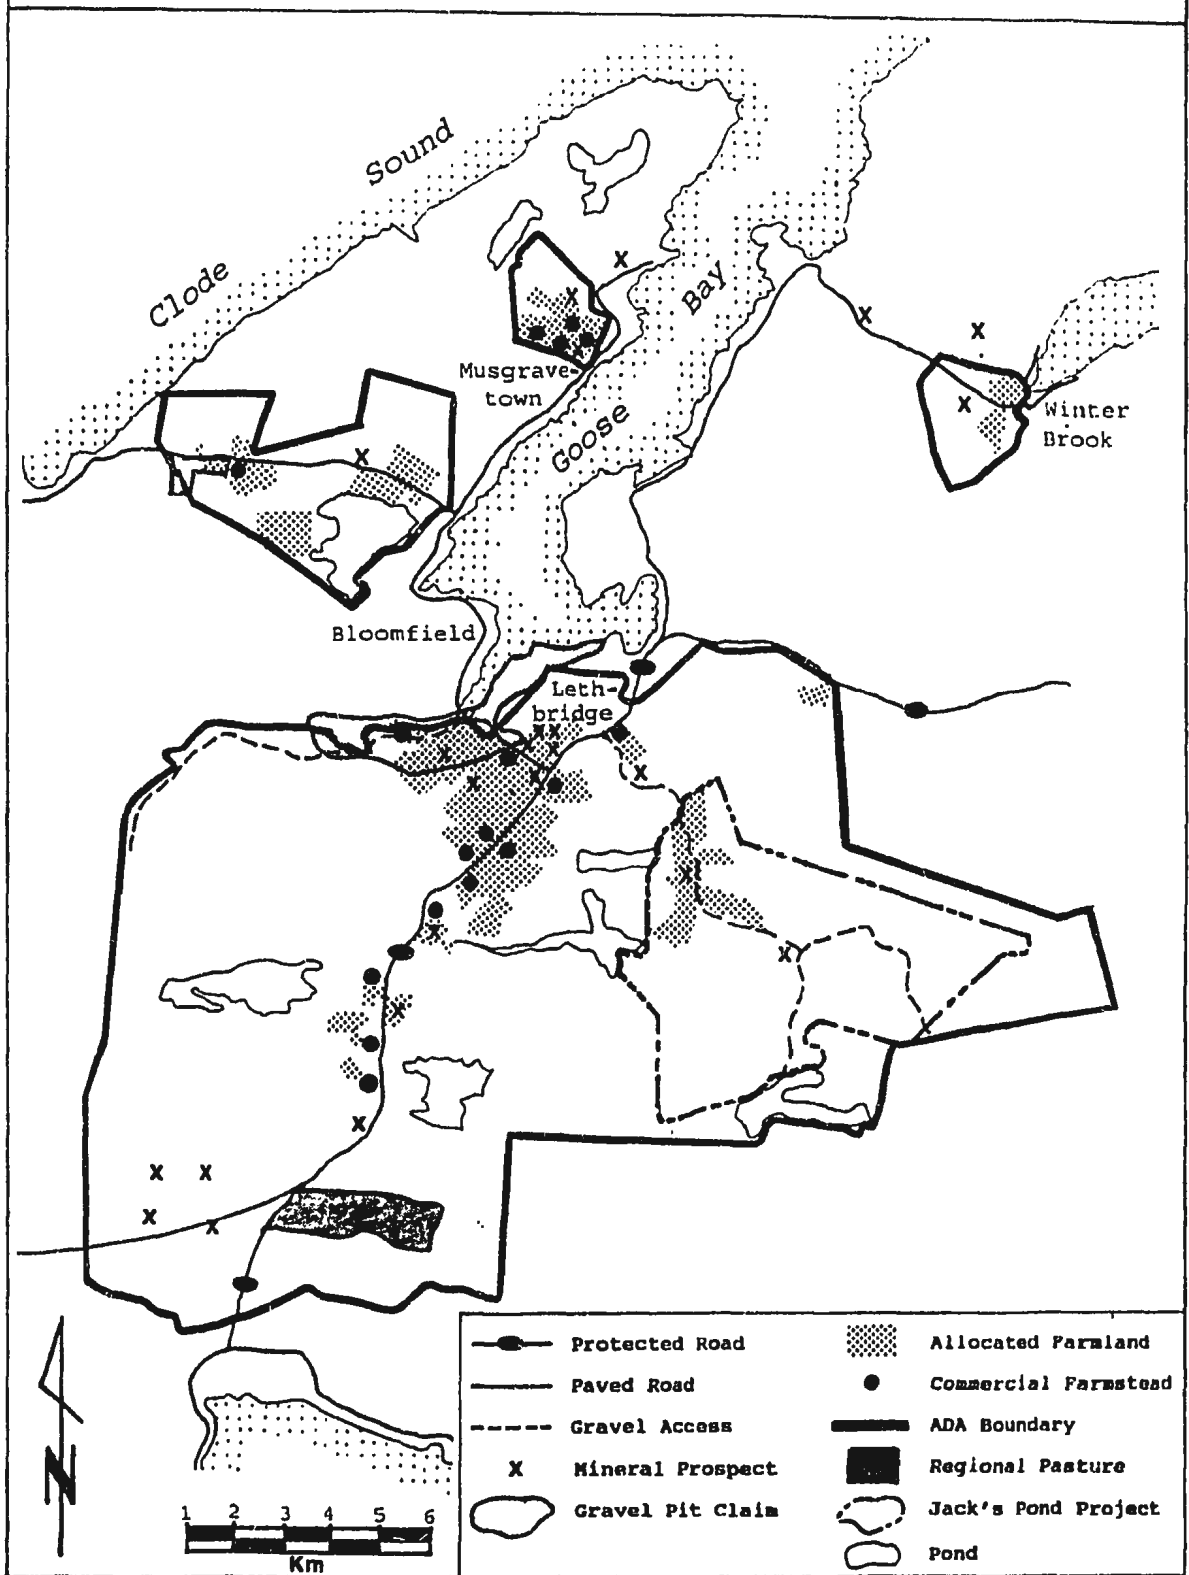 Sound
Clode
Bay
Musgrave-
town
Goose
Winter
Brook
Bloomfield
Leth-
bridge
Protected Road
Paved Road
Gravel Access
x Mineral Prospect
Gravel Pit Claim
Allocated Farmland
Commercial Farmstead
ADA Boundary
Regional Pasture
Jack's Pond Project
Pond
N
1 2 3 4 5 6
Km